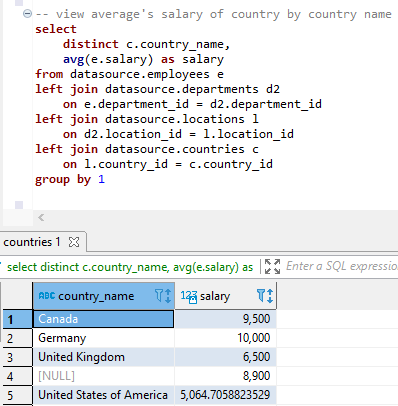 -- view average's salary of country by country name
select
distinct c.country_name,
avg(e.salary) as salary
from datasource.employees e
left join datasource.departments d2
on e.department_id = d2.department_id
left join datasource.locations l
on d2.location_id = l.location_id
left join datasource.countries c
on l.country_id = c.country_id
group by 1
countries 1
select distinct c.country_name, avg(e.salary) as Enter a SQL expressio
ABC country_name 123 salary
1 Canada 9,500
2 Germany 10,000
3 United Kingdom 6,500
4 [NULL] 8,900
5 United States of America 5,064.7058823529